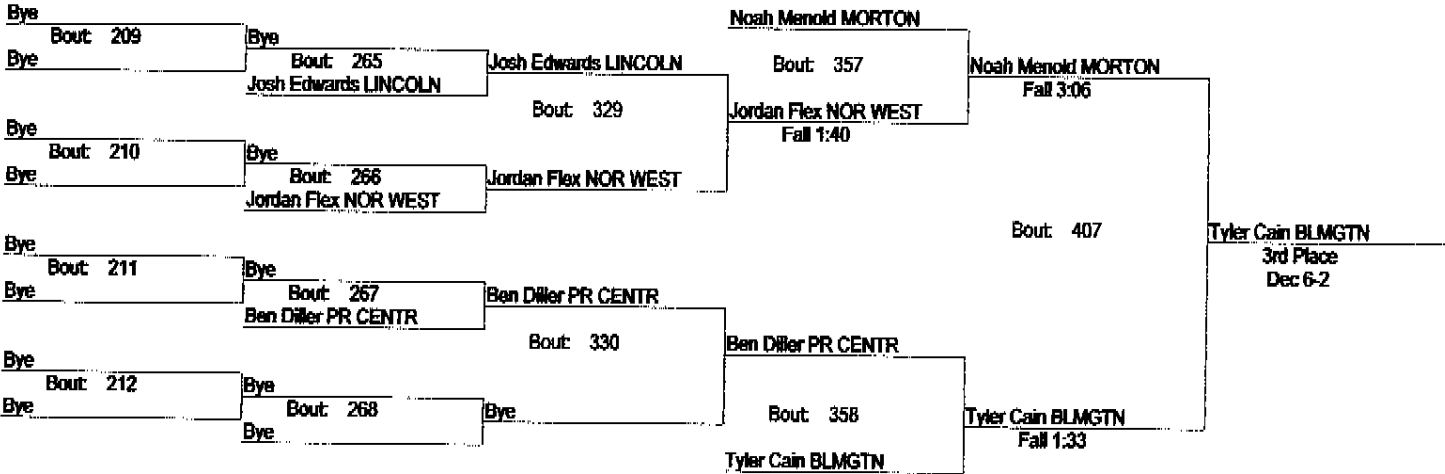 Bye
Bout: 209
Bye
Bye
Bout: 265
Josh Edwards LINCOLN
Josh Edwards LINCOLN
Bout: 329
Bye
Bout: 210
Bye
Bye
Bout: 266
Jordan Flex NOR WEST
Jordan Flex NOR WEST
Noah Menold MORTON
Bout: 357
Jordan Flex NOR WEST
Fall 1:40
Noah Menold MORTON
Fall 3:06
Bye
Bout: 211
Bye
Bye
Bout: 267
Ben Diller PR CENTR
Ben Diller PR CENTR
Bout: 330
Bye
Bout: 212
Bye
Bye
Bout: 268
Bye
Bye
Ben Diller PR CENTR
Bout: 358
Tyler Cain BLMGTN
Tyler Cain BLMGTN
Fall 1:33
Bout: 407
Tyler Cain BLMGTN
3rd Place
Dec 6-2